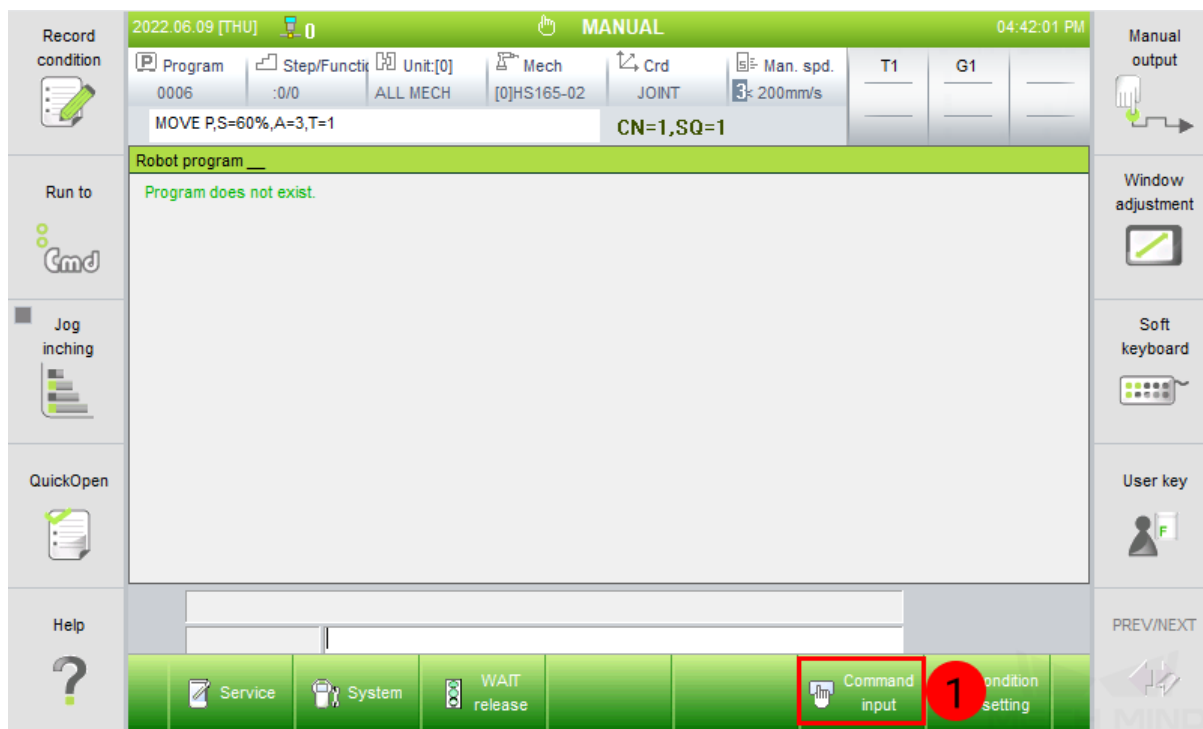 Record
condition
Run to
Cmd
Jog
inching
QuickOpen
Help
2022.06.09 [THU]
0
MANUAL
04:42:01 PM
P Program
0006
Step/Functio
:0/0
Unit:[0]
ALL MECH
Mech
[0]HS165-02
Crd
JOINT
S Man. spd.
3 < 200mm/s
T1
G1
MOVE P,S=60%,A=3,T=1
CN=1,SQ=1
Robot program __
Program does not exist.
Service
System
WAIT
release
Command
input
1
ondition
setting
Manual
output
Window
adjustment
Soft
keyboard
User key
F
PREV/NEXT
MIND